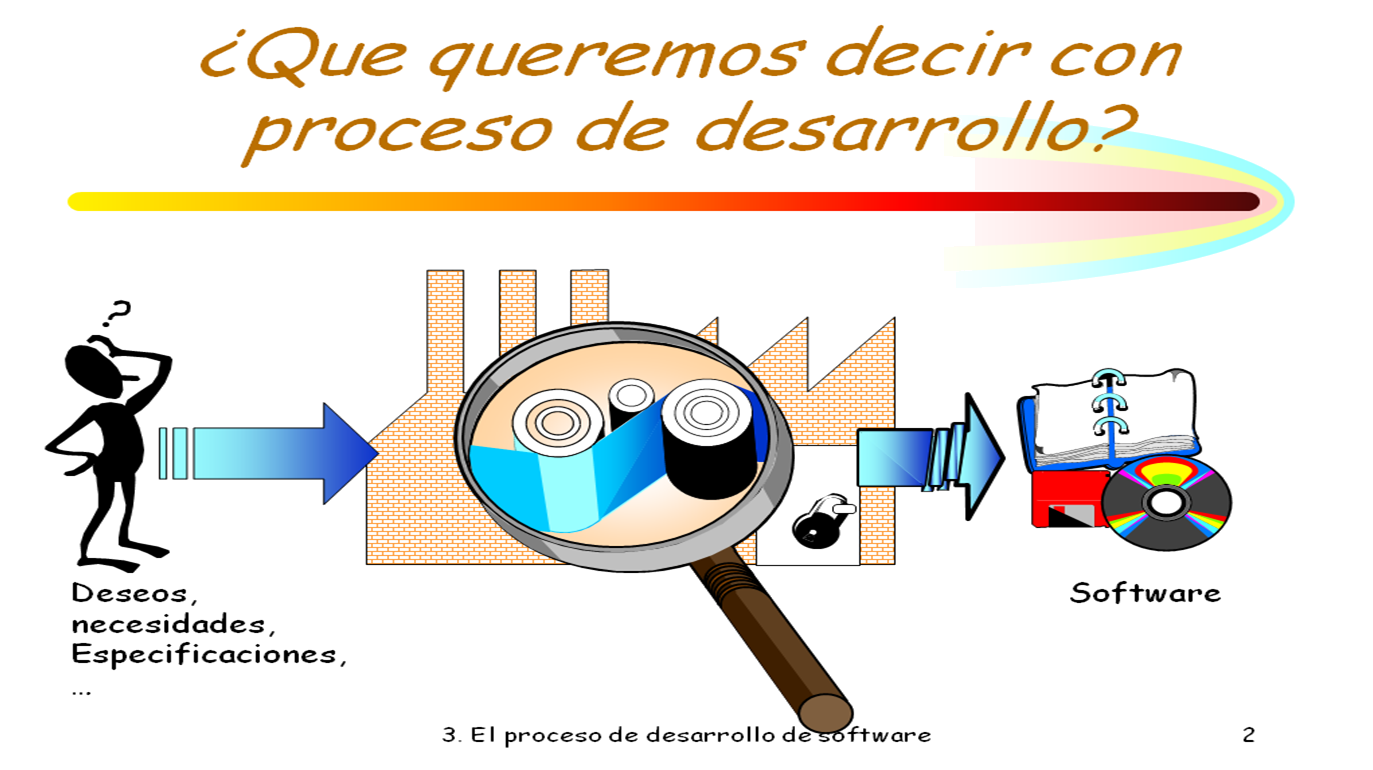 ¿Que queremos decir con
proceso de desarrollo?
?
Deseos,
necesidades,
Especificaciones,
...
Software
3. El proceso de desarrollo de software
2